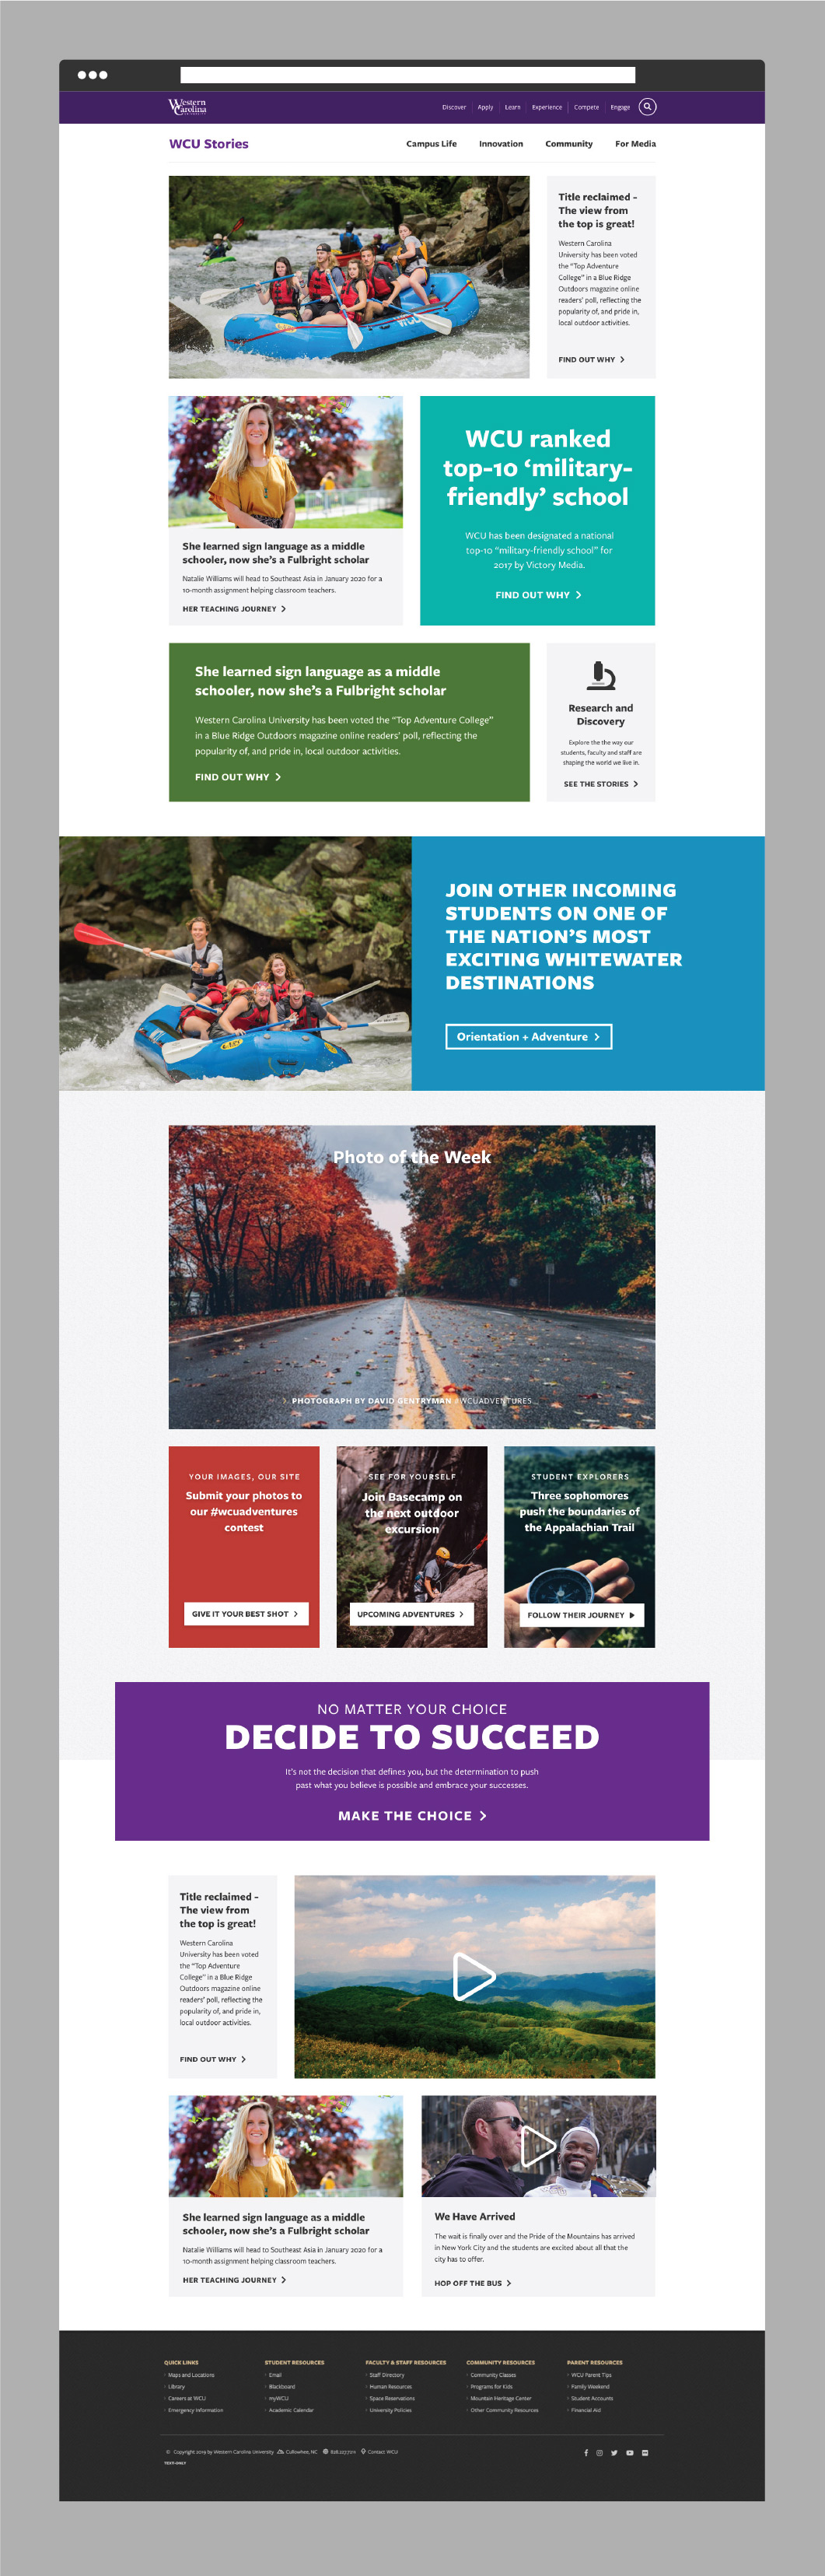 Western
Carolina
UNIVERSITY
Discover
Apply
Learn
Experience
Compete
Engage
WCU Stories
Campus Life
Innovation
Community
For Media
Title reclaimed -
The view from
the top is great!
Western Carolina
University has been voted
the "Top Adventure
College" in a Blue Ridge
Outdoors magazine online
readers' poll, reflecting the
popularity of, and pride in,
local outdoor activities.
FIND OUT WHY
She learned sign language as a middle
schooler, now she's a Fulbright scholar
Natalie Williams will head to Southeast Asia in January 2020 for a
10-month assignment helping classroom teachers.
HER TEACHING JOURNEY
WCU ranked
top-10 'military-
friendly' school
WCU has been designated a national
top-10 "military-friendly school" for
2017 by Victory Media.
FIND OUT WHY
She learned sign language as a middle
schooler, now she's a Fulbright scholar
Western Carolina University has been voted the "Top Adventure College"
in a Blue Ridge Outdoors magazine online readers' poll, reflecting the
popularity of, and pride in, local outdoor activities.
FIND OUT WHY
Research and
Discovery
Explore the the way our
students, faculty and staff are
shaping the world we live in.
SEE THE STORIES
JOIN OTHER INCOMING
STUDENTS ON ONE OF
THE NATION'S MOST
EXCITING WHITEWATER
DESTINATIONS
Orientation + Adventure
Photo of the Week
PHOTOGRAPH BY DAVID GENTRYMAN #WCUADVENTURES
YOUR IMAGES, OUR SITE
Submit your photos to
our #wcuadventures
contest
GIVE IT YOUR BEST SHOT
SEE FOR YOURSELF
Join Basecamp on
the next outdoor
excursion
UPCOMING ADVENTURES
STUDENT EXPLORERS
Three sophomores
push the boundaries of
the Appalachian Trail
FOLLOW THEIR JOURNEY
NO MATTER YOUR CHOICE
DECIDE TO SUCCEED
It's not the decision that defines you, but the determination to push
past what you believe is possible and embrace your successes.
MAKE THE CHOICE
Title reclaimed -
The view from
the top is great!
Western Carolina
University has been voted
the "Top Adventure
College" in a Blue Ridge
Outdoors magazine online
readers' poll, reflecting the
popularity of, and pride in,
local outdoor activities.
FIND OUT WHY
She learned sign language as a middle
schooler, now she's a Fulbright scholar
Natalie Williams will head to Southeast Asia in January 2020 for a
10-month assignment helping classroom teachers.
HER TEACHING JOURNEY
We Have Arrived
The wait is finally over and the Pride of the Mountains has arrived
in New York City and the students are excited about all that the
city has to offer.
HOP OFF THE BUS
QUICK LINKS
Maps and Locations
Library
Careers at WCU
Emergency Information
STUDENT RESOURCES
Email
Blackboard
myWCU
Academic Calendar
FACULTY & STAFF RESOURCES
Staff Directory
Human Resources
Space Reservations
University Policies
COMMUNITY RESOURCES
Community Classes
Programs for Kids
Mountain Heritage Center
Other Community Resources
PARENT RESOURCES
WCU Parent Tips
Family Weekend
Student Accounts
Financial Aid
© Copyright 2019 by Western Carolina University
Cullowhee, NC
828.227.7211
Contact WCU
TEXT-ONLY